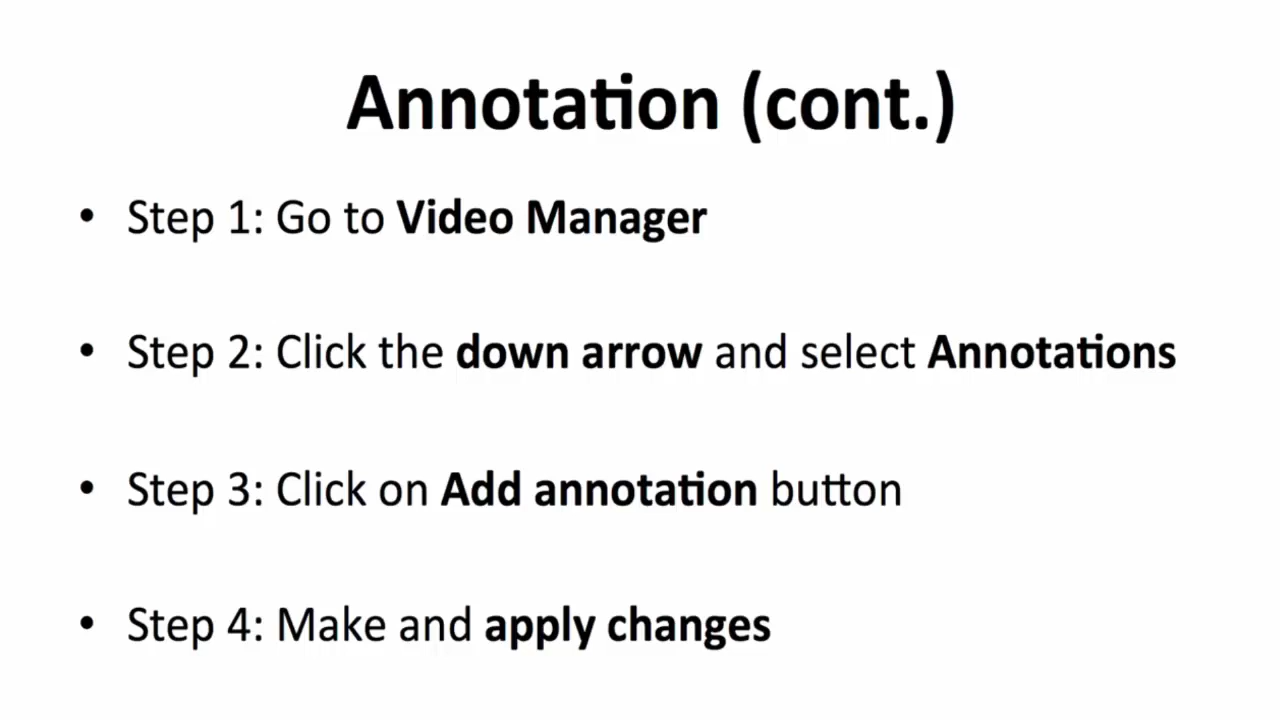 Annotation (cont.)
• Step 1: Go to Video Manager
• Step 2: Click the down arrow and select Annotations
• Step 3: Click on Add annotation button
• Step 4: Make and apply changes